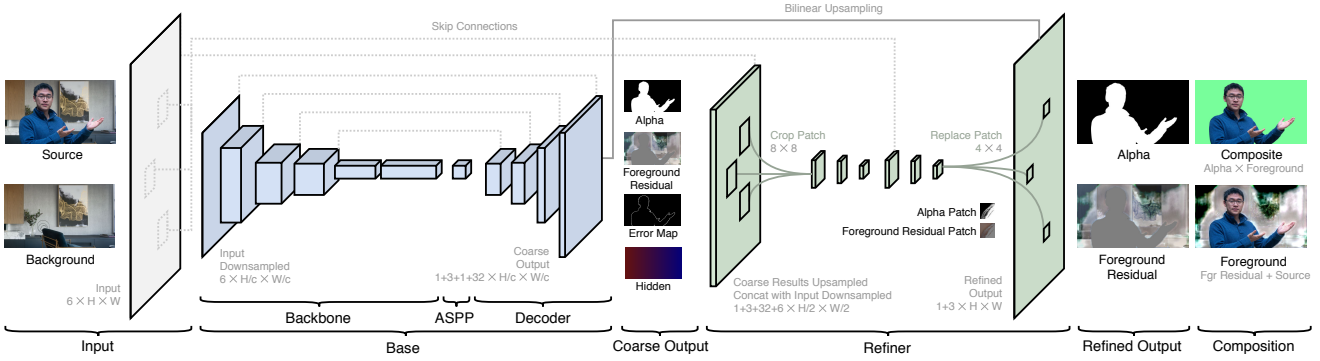 Skip Connections
Bilinear Upsampling
Source
Background
Input
6 × H × W
Input
Downsampled
6 × H/c × W/c
Coarse
Output
1+3+1+32 × H/c × W/c
Backbone
ASPP
Decoder
Alpha
Foreground
Residual
Error Map
Hidden
Crop Patch
8 × 8
Replace Patch
4 × 4
Alpha Patch
Foreground Residual Patch
Coarse Results Upsampled
Concat with Input Downsampled
1+3+32+6 × H/2 × W/2
Refined
Output
1+3 × H × W
Alpha
Foreground
Residual
Composite
Alpha × Foreground
Foreground
Fgr Residual + Source
Input
Base
Coarse Output
Refiner
Refined Output
Composition